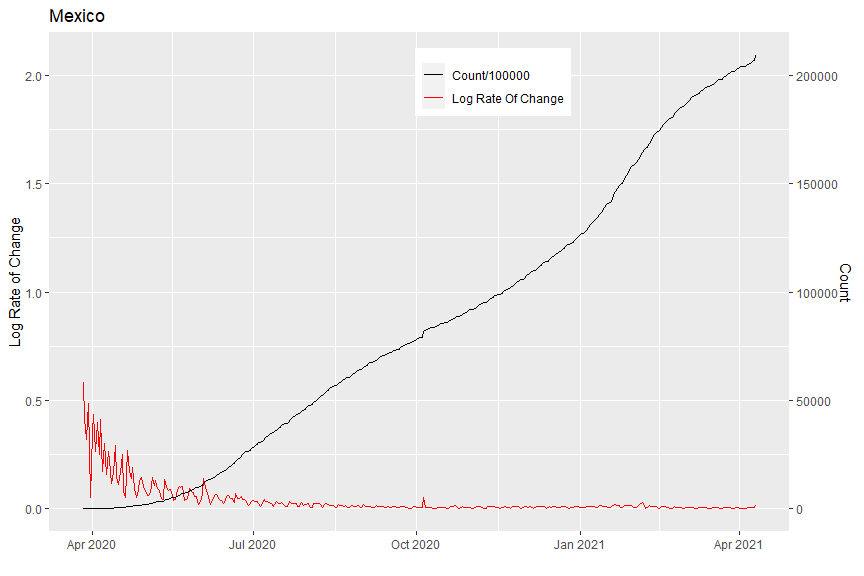 Mexico
Count/100000
Log Rate Of Change
2.0
1.5
1.0
0.5
0.0
Log Rate of Change
200000
150000
100000
50000
0
Count
Apr 2020
Jul 2020
Oct 2020
Jan 2021
Apr 2021